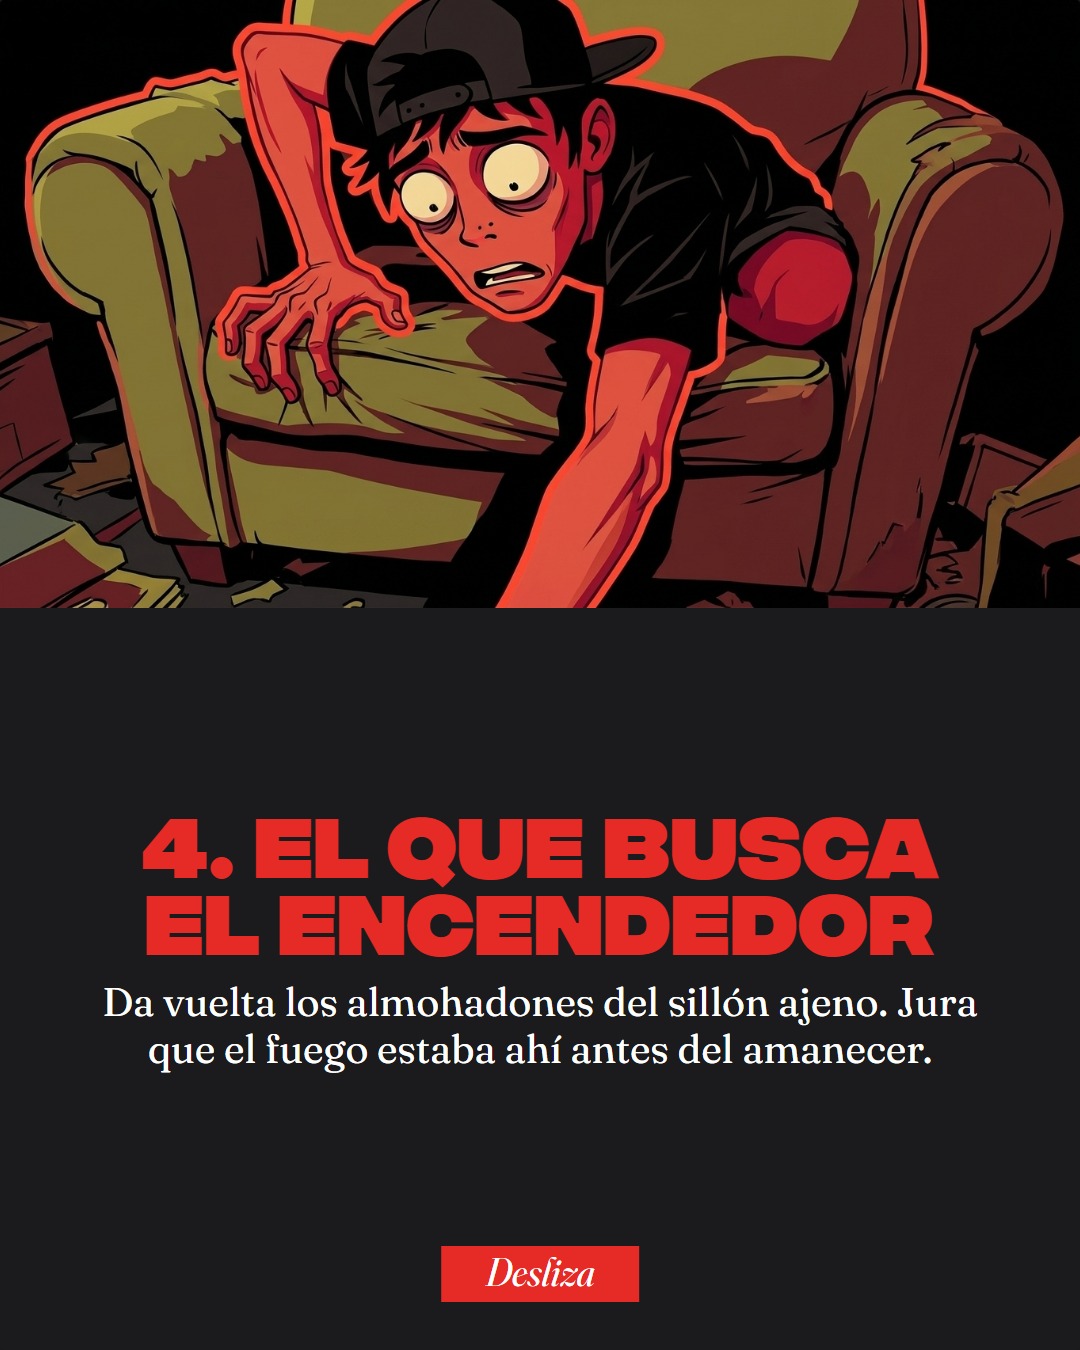 4. EL QUE BUSCA
EL ENCENDEDOR
Da vuelta los almohadones del sillón ajeno. Jura
que el fuego estaba ahí antes del amanecer.
Desliza